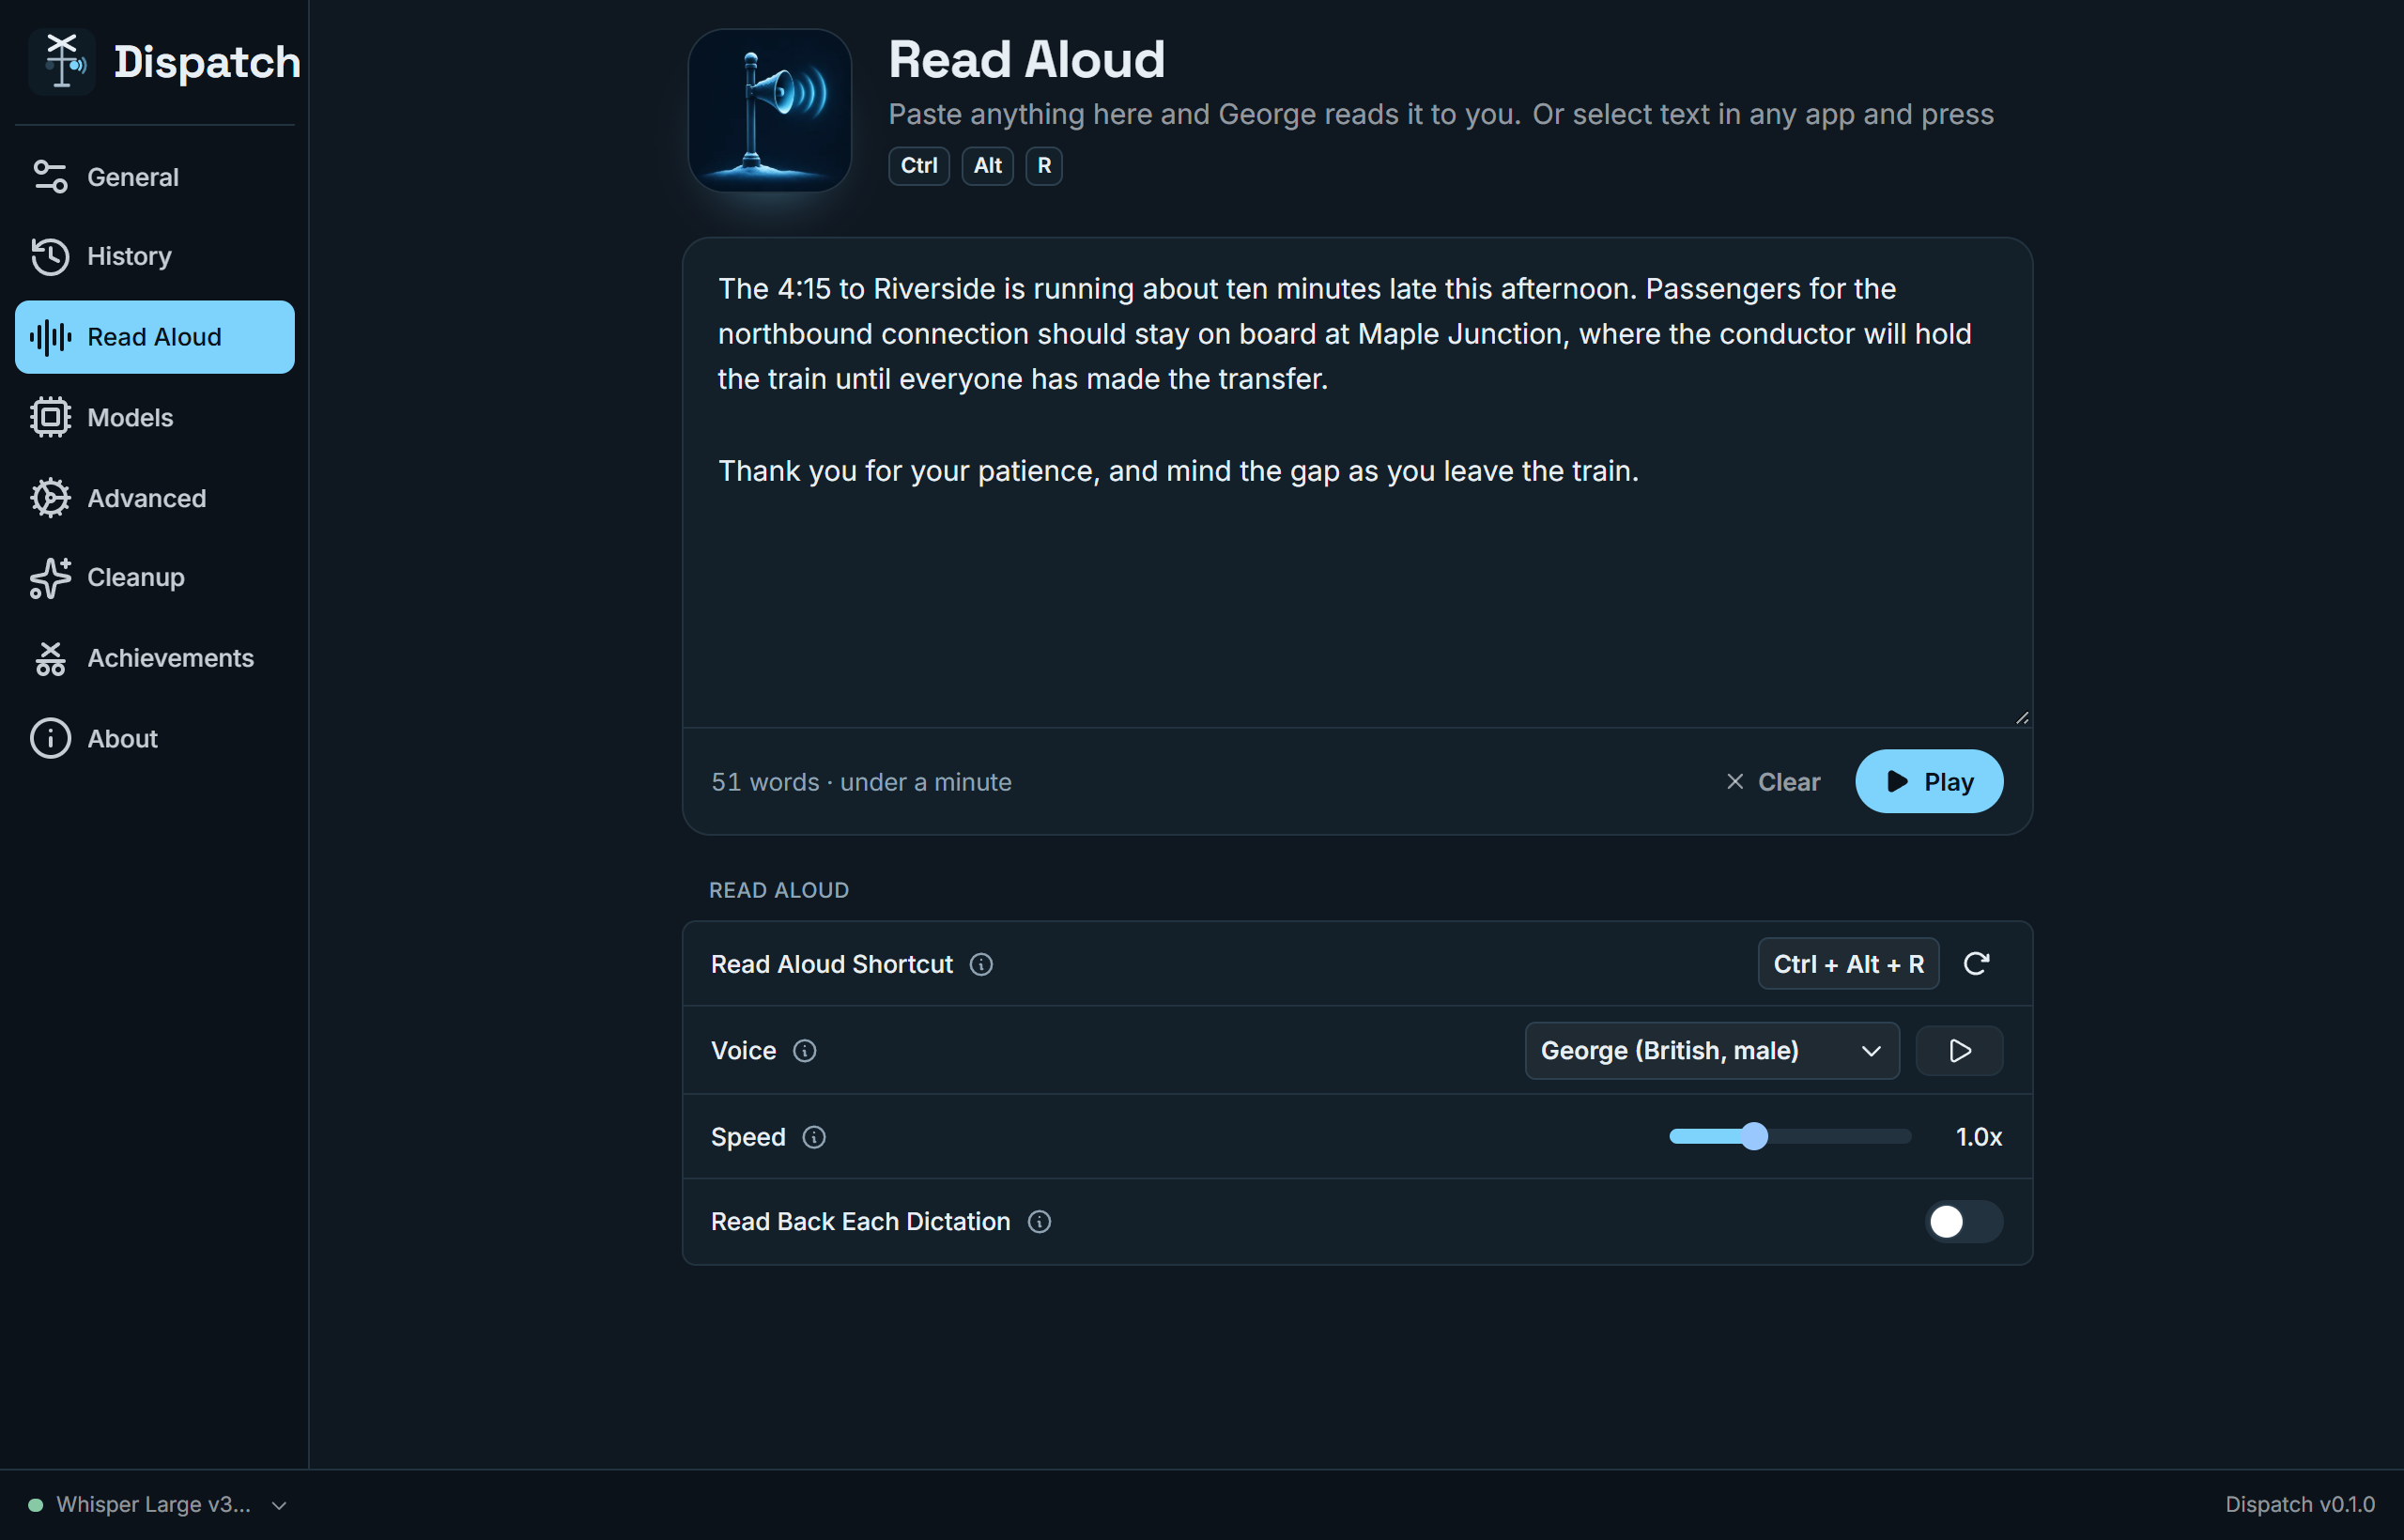 Dispatch
General
History
Read Aloud
Models
Advanced
Cleanup
Achievements
About
Read Aloud
Paste anything here and George reads it to you. Or select text in any app and press
Ctrl Alt R
The 4:15 to Riverside is running about ten minutes late this afternoon. Passengers for the
northbound connection should stay on board at Maple Junction, where the conductor will hold
the train until everyone has made the transfer.
Thank you for your patience, and mind the gap as you leave the train.
51 words · under a minute
Clear
Play
READ ALOUD
Read Aloud Shortcut
Ctrl + Alt + R
Voice
George (British, male)
Speed
1.0x
Read Back Each Dictation
Whisper Large v3...
Dispatch v0.1.0